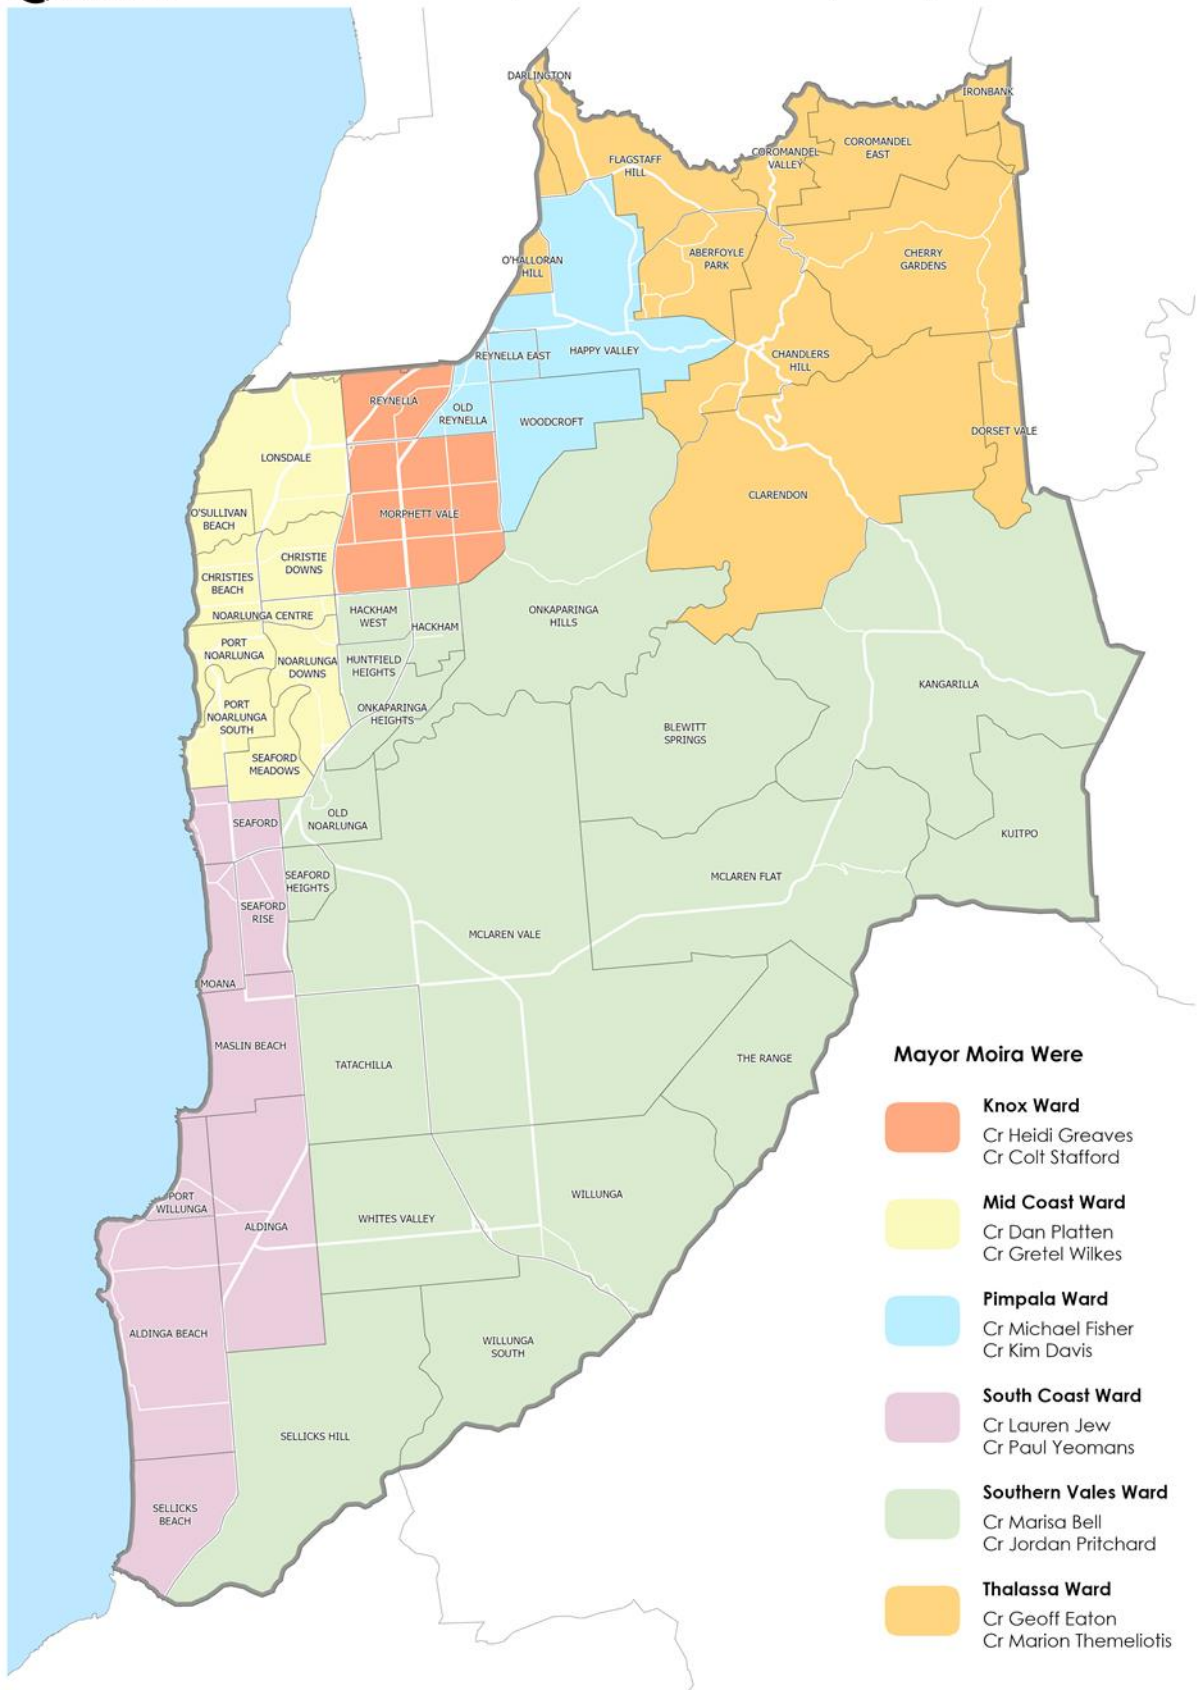 DARLINGTON
IRONBANK
FLAGSTAFF
HILL
COROMANDEL
VALLEY
COROMANDEL
EAST
O'HALLORAN
HILL
ABERFOYLE
PARK
CHERRY
GARDENS
REYNELLA EAST
HAPPY VALLEY
CHANDLERS
HILL
REYNELLA
OLD
REYNELLA
WOODCROFT
DORSET VALE
LONSDALE
CLARENDON
O'SULLIVAN
BEACH
MORPHETT VALE
CHRISTIE
DOWNS
CHRISTIES
BEACH
NOARLUNGA CENTRE
HACKHAM
WEST
HACKHAM
ONKAPARINGA
HILLS
PORT
NOARLUNGA
NOARLUNGA
DOWNS
HUNTFIELD
HEIGHTS
KANGARILLA
PORT
NOARLUNGA
SOUTH
ONKAPARINGA
HEIGHTS
BLEWITT
SPRINGS
SEAFORD
MEADOWS
SEAFORD
OLD
NOARLUNGA
KUITPO
SEAFORD
HEIGHTS
MCLAREN FLAT
SEAFORD
RISE
MCLAREN VALE
MOANA
MASLIN BEACH
TATACHILLA
THE RANGE
PORT
WILLUNGA
ALDINGA
WHITES VALLEY
WILLUNGA
ALDINGA BEACH
WILLUNGA
SOUTH
SELLICKS HILL
SELLICKS
BEACH
Mayor Moira Were
Knox Ward
Cr Heidi Greaves
Cr Colt Stafford
Mid Coast Ward
Cr Dan Platten
Cr Gretel Wilkes
Pimpala Ward
Cr Michael Fisher
Cr Kim Davis
South Coast Ward
Cr Lauren Jew
Cr Paul Yeomans
Southern Vales Ward
Cr Marisa Bell
Cr Jordan Pritchard
Thalassa Ward
Cr Geoff Eaton
Cr Marion Themeliotis